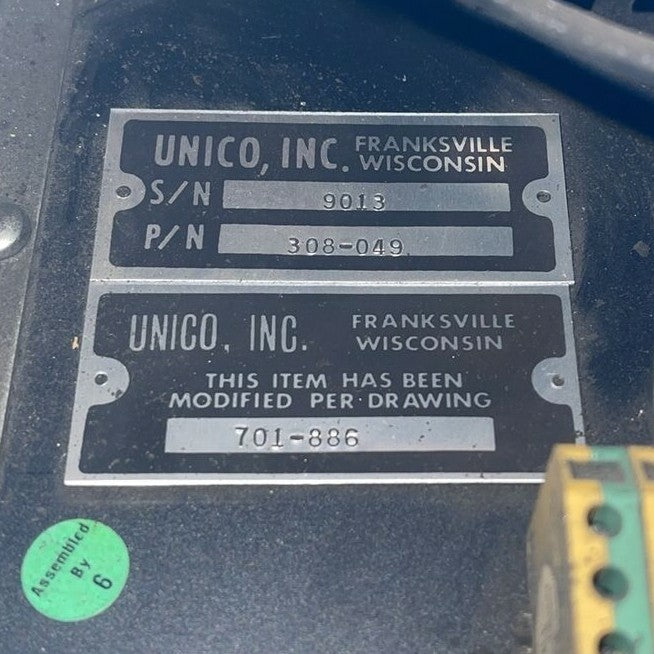 UNICO, INC. FRANKSVILLE WISCONSIN
S/N 9013
P/N 308-049
UNICO, INC. FRANKSVILLE WISCONSIN
THIS ITEM HAS BEEN
MODIFIED PER DRAWING
701-886
Assembled
By
6